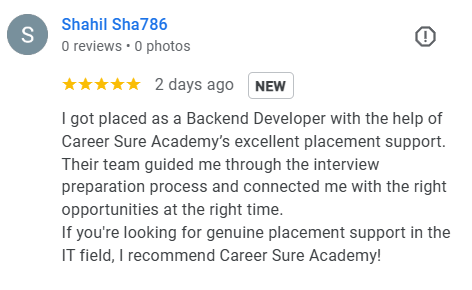 S
Shahil Sha786
0 reviews • 0 photos
2 days ago NEW
I got placed as a Backend Developer with the help of
Career Sure Academy’s excellent placement support.
Their team guided me through the interview
preparation process and connected me with the right
opportunities at the right time.
If you're looking for genuine placement support in the
IT field, I recommend Career Sure Academy!